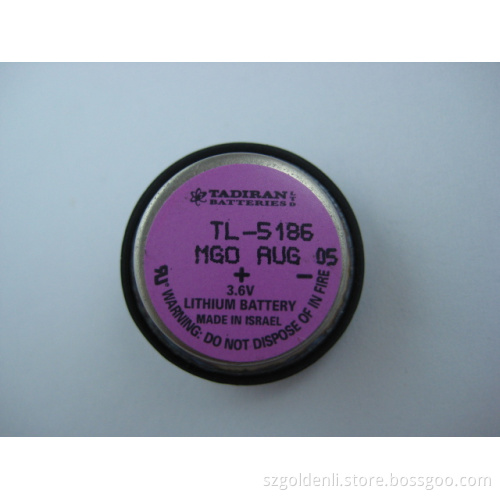 TADIRAN
BATTERIES LTD
TL-5186
MGO AUG 05
+ -
3.6V
LITHIUM BATTERY
MADE IN ISRAEL
WARNING: DO NOT DISPOSE OF IN FIRE
szgoldenli.store.bossgoo.com